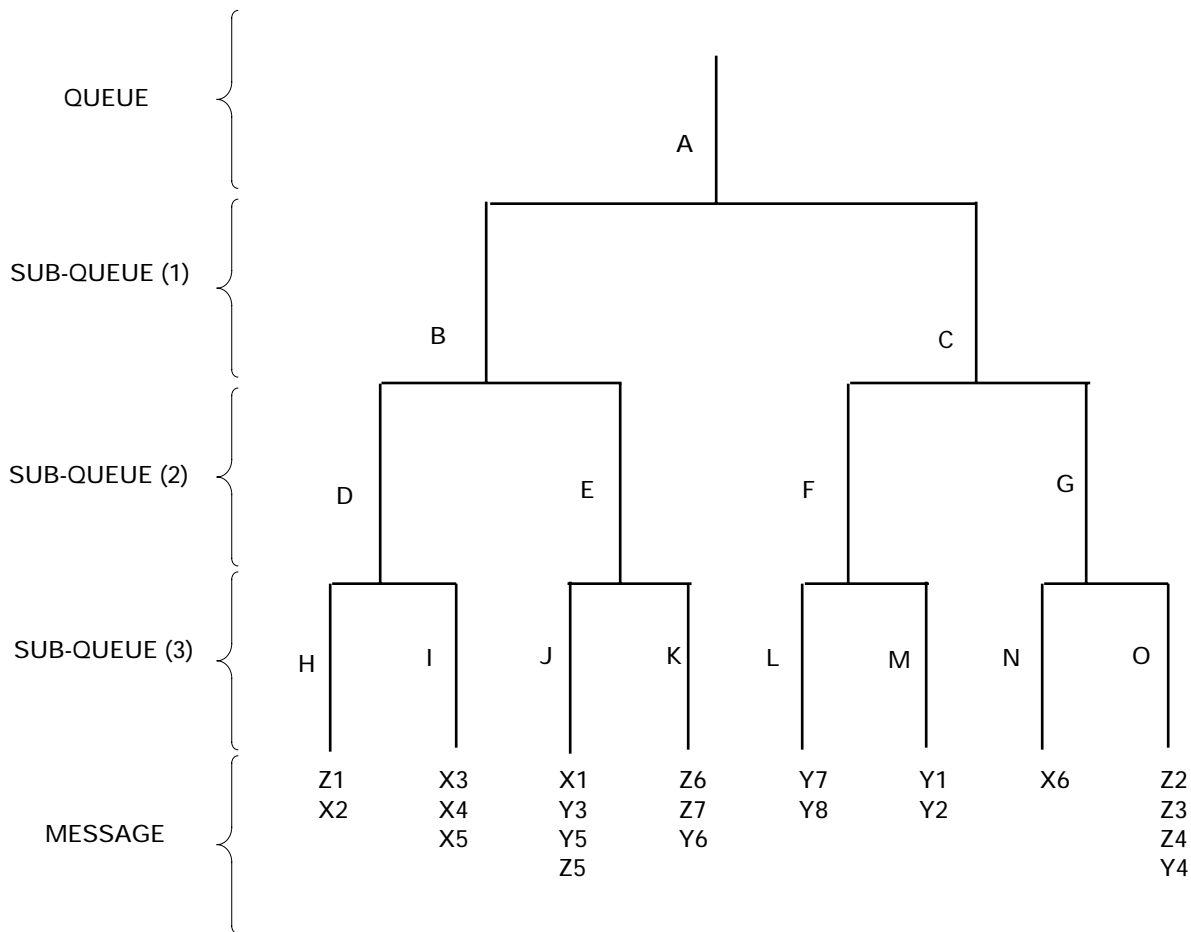 QUEUE
A
SUB-QUEUE (1)
B
C
SUB-QUEUE (2)
D
E
F
G
SUB-QUEUE (3)
H
I
J
K
L
M
N
O
MESSAGE
Z1
X2
X3
X4
X5
X1
Y3
Y5
Z5
Z6
Z7
Y6
Y7
Y8
Y1
Y2
X6
Z2
Z3
Z4
Y4